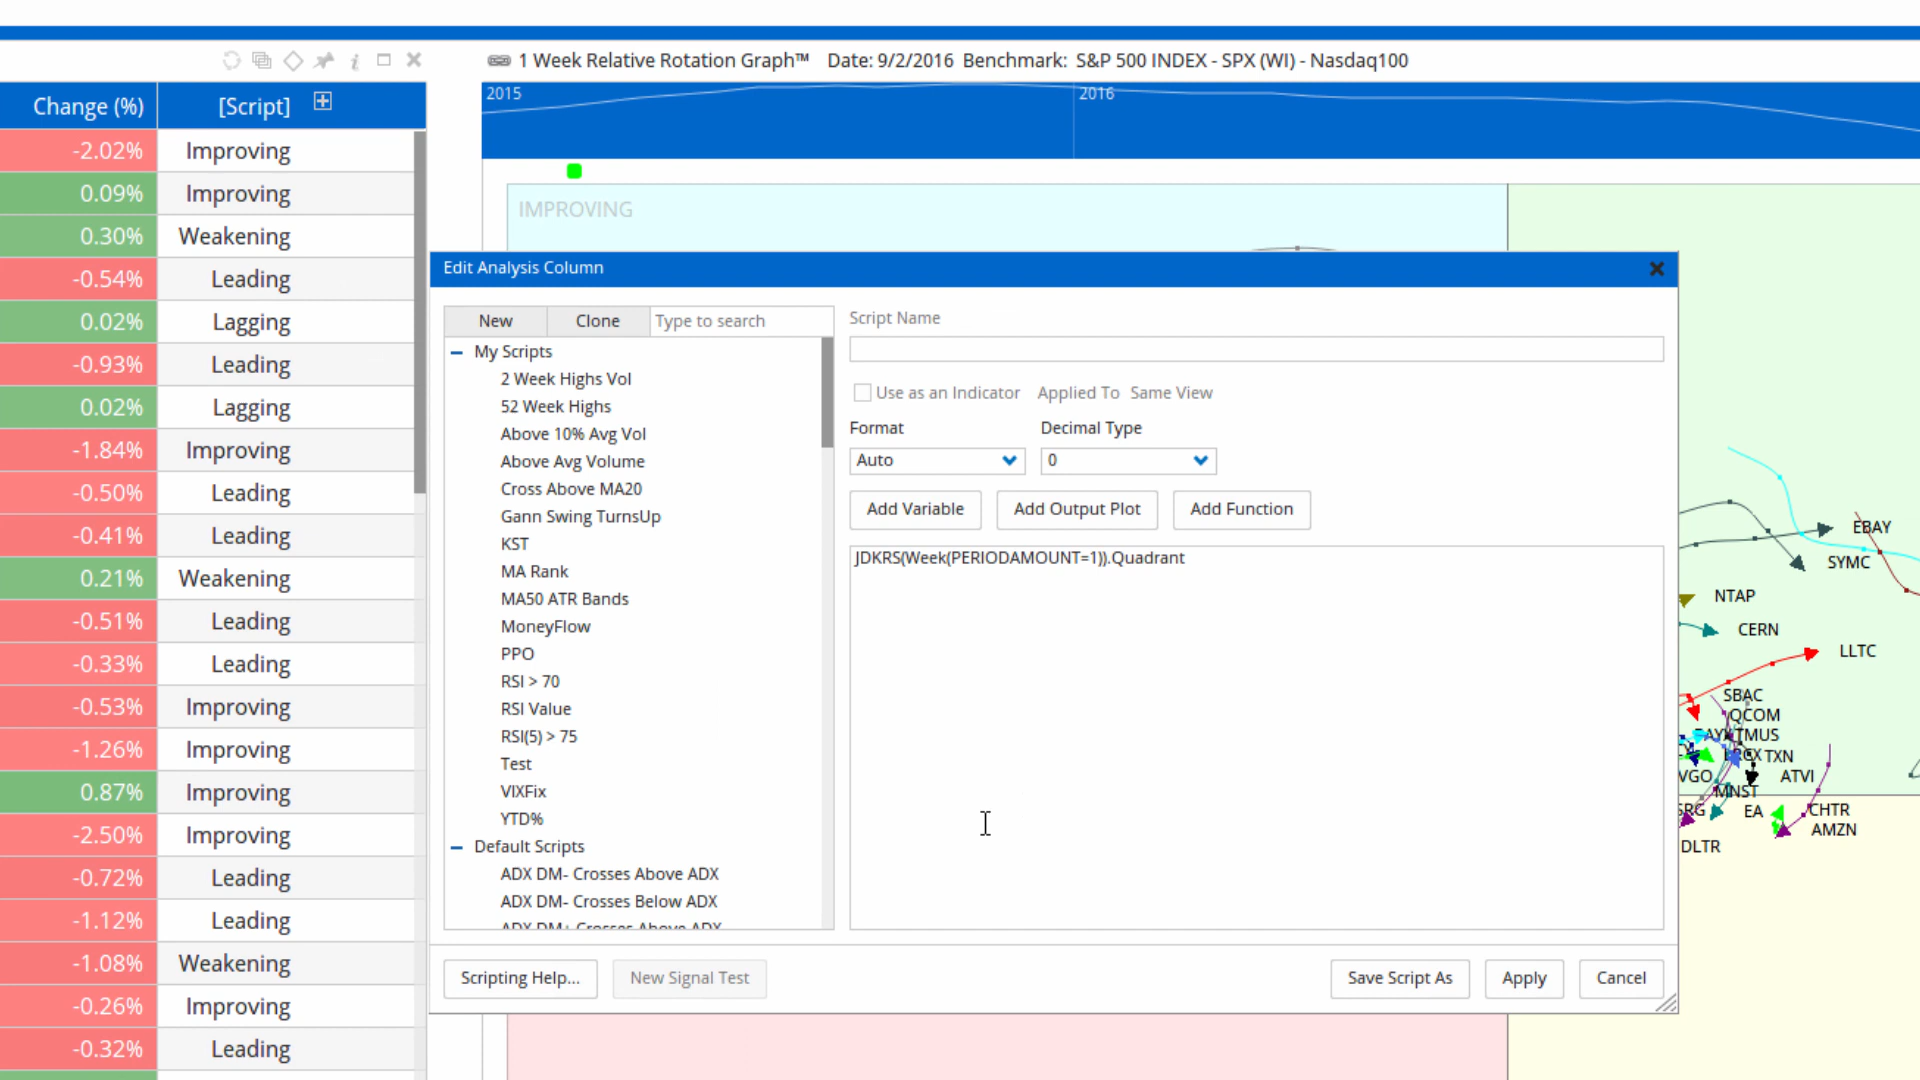 1 Week Relative Rotation Graph™ Date: 9/2/2016 Benchmark: S&P 500 INDEX - SPX (WI) - Nasdaq100
Change (%) [Script]
2015 2016
-2.02% Improving
0.09% Improving
0.30% Weakening
-0.54% Leading
0.02% Lagging
-0.93% Leading
0.02% Lagging
-1.84% Improving
-0.50% Leading
-0.41% Leading
0.21% Weakening
-0.51% Leading
-0.33% Leading
-0.53% Improving
-1.26% Improving
0.87% Improving
-2.50% Improving
-0.72% Leading
-1.12% Leading
-1.08% Weakening
-0.26% Improving
-0.32% Leading
IMPROVING
Edit Analysis Column
New Clone Type to search
My Scripts
2 Week Highs Vol
52 Week Highs
Above 10% Avg Vol
Above Avg Volume
Cross Above MA20
Gann Swing TurnsUp
KST
MA Rank
MA50 ATR Bands
MoneyFlow
PPO
RSI > 70
RSI Value
RSI(5) > 75
Test
VIXFix
YTD%
Default Scripts
ADX DM- Crosses Above ADX
ADX DM- Crosses Below ADX
ADX DM+ Crosses Above ADX
Script Name
Use as an Indicator Applied To Same View
Format Decimal Type
Auto 0
Add Variable Add Output Plot Add Function
JDKRS(Week(PERIODAMOUNT=1)).Quadrant
Scripting Help... New Signal Test Save Script As Apply Cancel
EBAY
SYMC
NTAP
CERN
LLTC
SBAC
QCOM
TMUS
TXN
ATVI
MNST
EA
CHTR
AMZN
DLTR